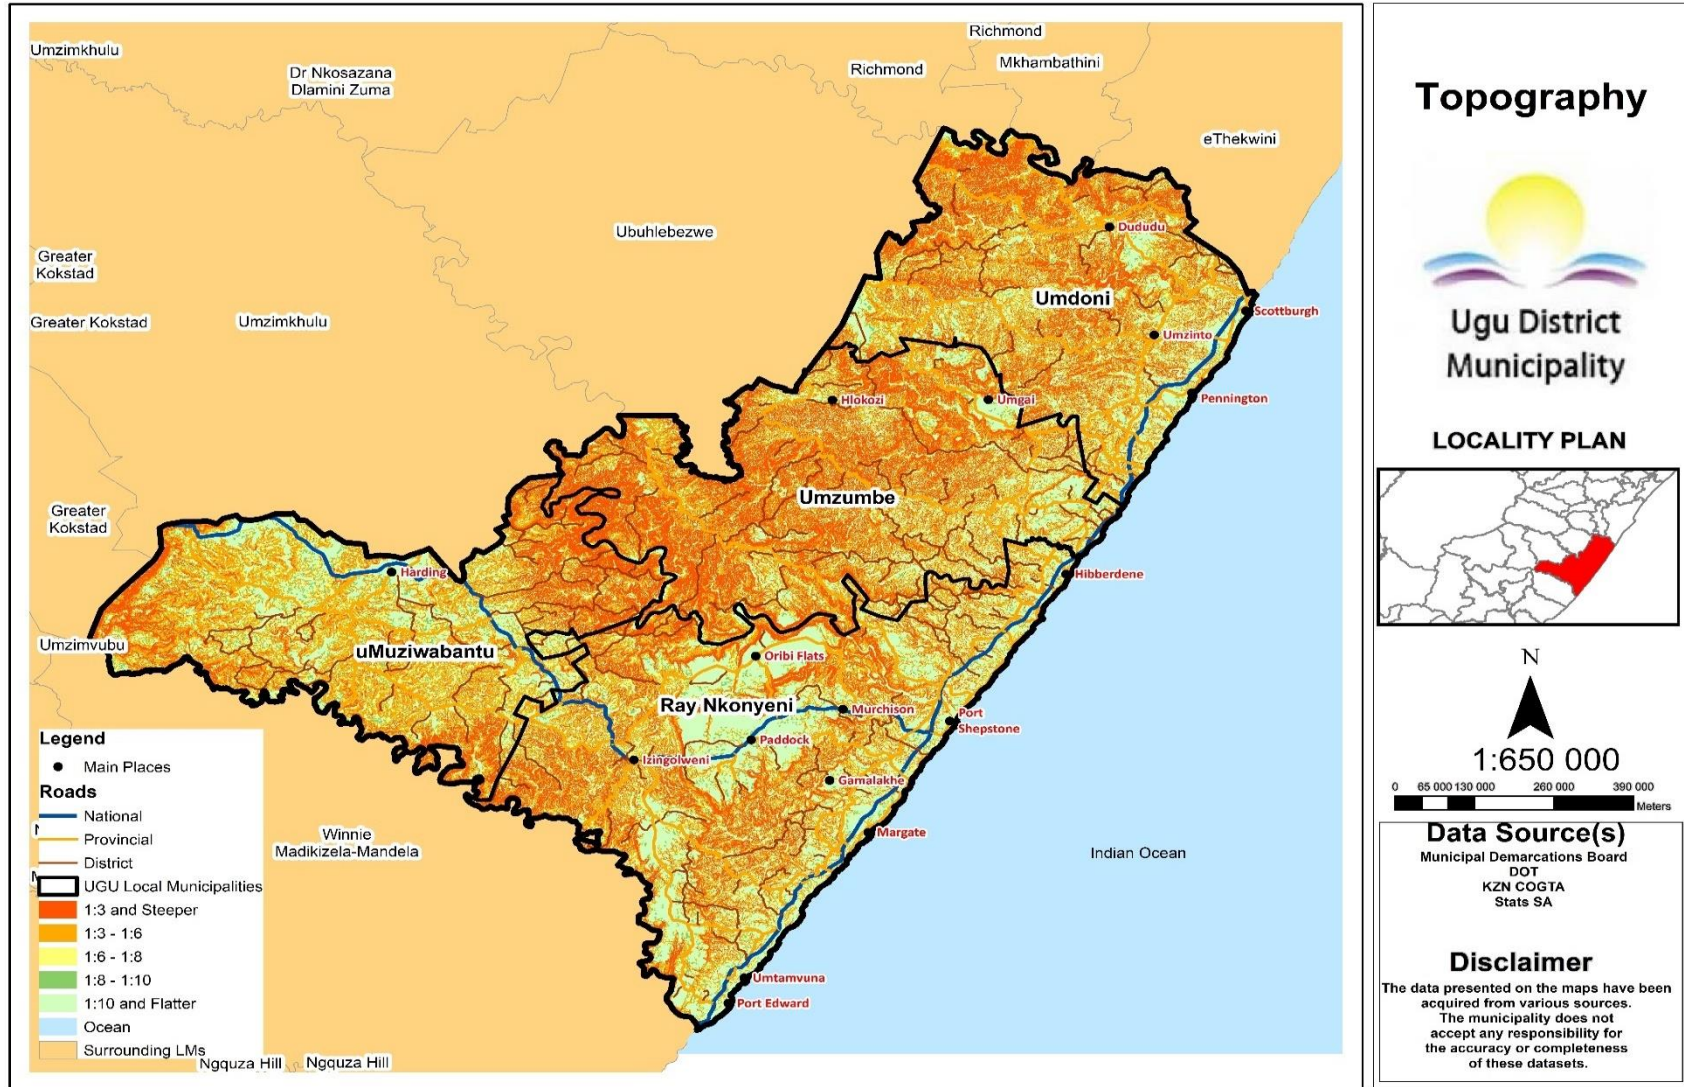 Umzimkhulu
Dr Nkosazana
Dlamini Zuma
Richmond
Richmond
Mkhambathini
eThekwini
Ubuhlebezwe
Greater
Kokstad
Greater Kokstad
Umzimkhulu
Greater
Kokstad
Umzimvubu
Dududu
Umdoni
Scottburgh
Umzinto
Pennington
Hlokozi
Umgai
Umzumbe
Harding
Hibberdene
uMuziwabantu
Oribi Flats
Ray Nkonyeni
Murchison
Port
Shepstone
Paddock
Izingolweni
Gamalakhe
Margate
Winnie
Madikizela-Mandela
Indian Ocean
Umtamvuna
Port Edward
Ngquza Hill
Ngquza Hill
Legend
Main Places
Roads
National
Provincial
District
UGU Local Municipalities
1:3 and Steeper
1:3 - 1:6
1:6 - 1:8
1:8 - 1:10
1:10 and Flatter
Ocean
Surrounding LMs
Topography
Ugu District
Municipality
LOCALITY PLAN
N
1:650 000
0 65 000 130 000 260 000 390 000
Meters
Data Source(s)
Municipal Demarcations Board
DOT
KZN COGTA
Stats SA
Disclaimer
The data presented on the maps have been
acquired from various sources.
The municipality does not
accept any responsibility for
the accuracy or completeness
of these datasets.